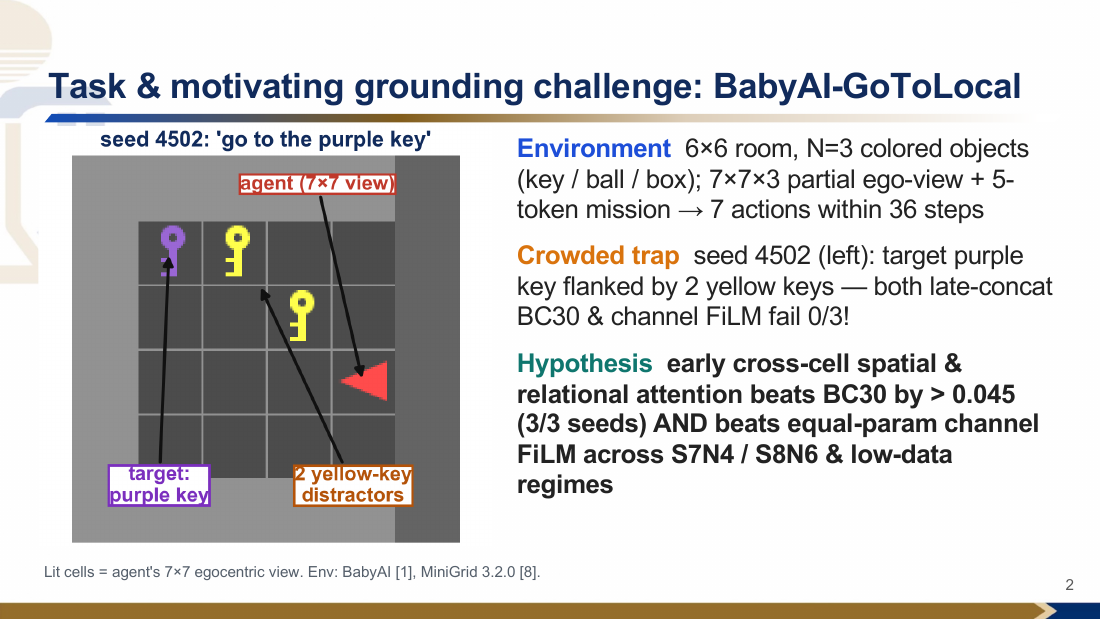 Task & motivating grounding challenge: BabyAI-GoToLocal
seed 4502: 'go to the purple key'
agent (7×7 view)
target:
purple key
2 yellow-key
distractors
Environment 6×6 room, N=3 colored objects
(key / ball / box); 7×7×3 partial ego-view + 5-
token mission → 7 actions within 36 steps
Crowded trap seed 4502 (left): target purple
key flanked by 2 yellow keys — both late-concat
BC30 & channel FiLM fail 0/3!
Hypothesis early cross-cell spatial &
relational attention beats BC30 by > 0.045
(3/3 seeds) AND beats equal-param channel
FiLM across S7N4 / S8N6 & low-data
regimes
Lit cells = agent's 7×7 egocentric view. Env: BabyAI [1], MiniGrid 3.2.0 [8].
2